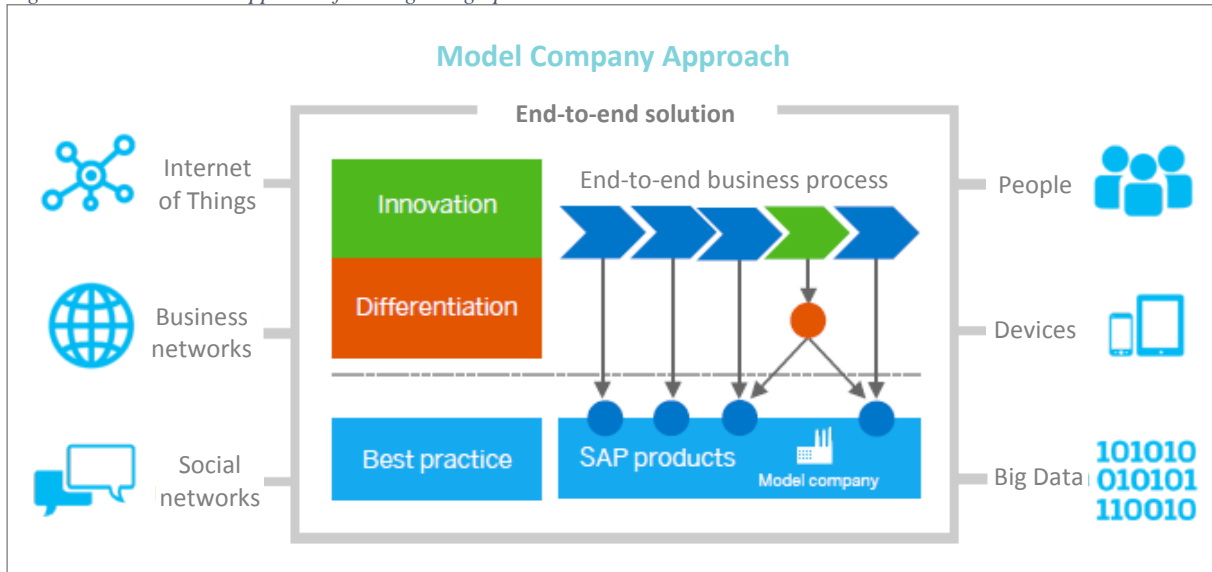 Model Company Approach
End-to-end solution
Internet
of Things
Business
networks
Social
networks
Innovation
Differentiation
Best practice
End-to-end business process
SAP products
Model company
People
Devices
Big Data
101010
010101
110010